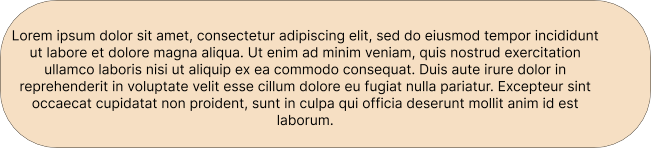 Lorem ipsum dolor sit amet, consectetur adipiscing elit, sed do eiusmod tempor incididunt
ut labore et dolore magna aliqua. Ut enim ad minim veniam, quis nostrud exercitation
ullamco laboris nisi ut aliquip ex ea commodo consequat. Duis aute irure dolor in
reprehenderit in voluptate velit esse cillum dolore eu fugiat nulla pariatur. Excepteur sint
occaecat cupidatat non proident, sunt in culpa qui officia deserunt mollit anim id est
laborum.